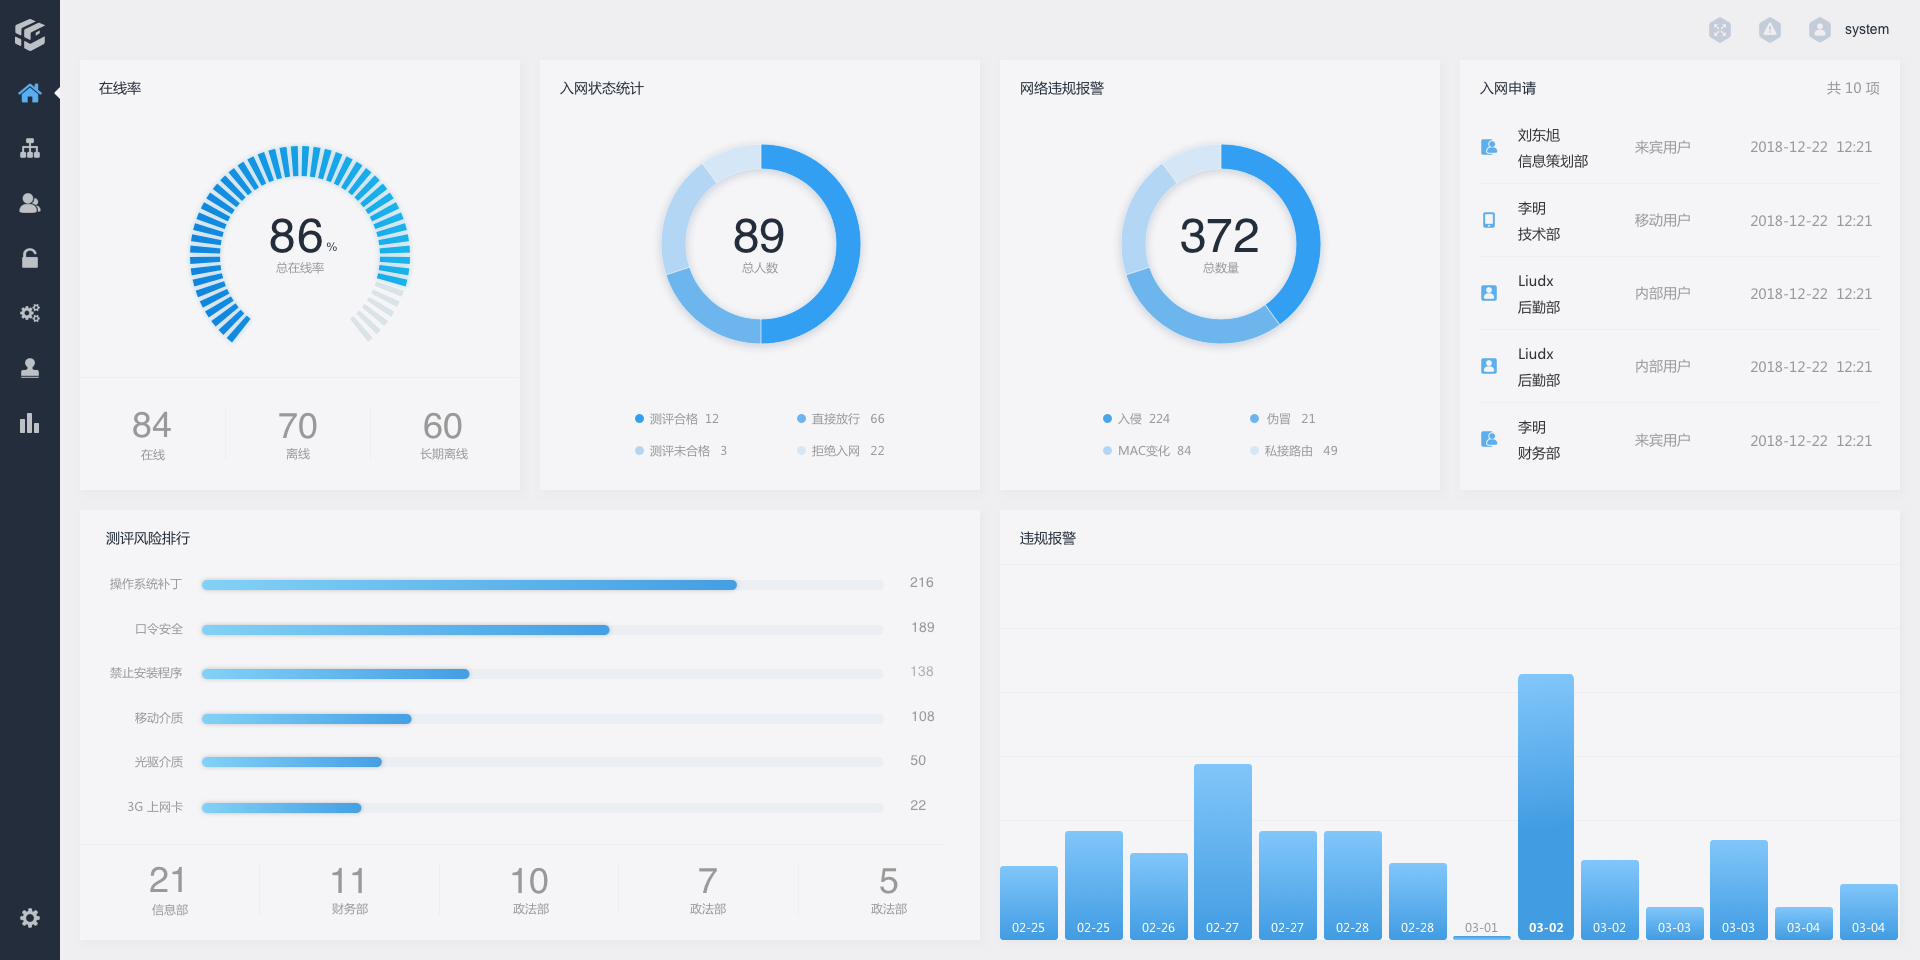 system
在线率
86%
总在线率
84
在线
70
离线
60
长期离线
入网状态统计
89
总人数
测评合格 12
直接放行 66
测评未合格 3
拒绝入网 22
网络违规报警
372
总数量
入侵 224
伪冒 21
MAC变化 84
私接路由 49
入网申请 共 10 项
刘东旭
信息策划部
来宾用户 2018-12-22 12:21
李明
技术部
移动用户 2018-12-22 12:21
Liudx
后勤部
内部用户 2018-12-22 12:21
Liudx
后勤部
内部用户 2018-12-22 12:21
李明
财务部
来宾用户 2018-12-22 12:21
测评风险排行
操作系统补丁 216
口令安全 189
禁止安装程序 138
移动介质 108
光驱介质 50
3G 上网卡 22
21
信息部
11
财务部
10
政法部
7
政法部
5
政法部
违规报警
02-25 02-25 02-26 02-27 02-27 02-28 02-28 03-01 03-02 03-02 03-03 03-03 03-04 03-04